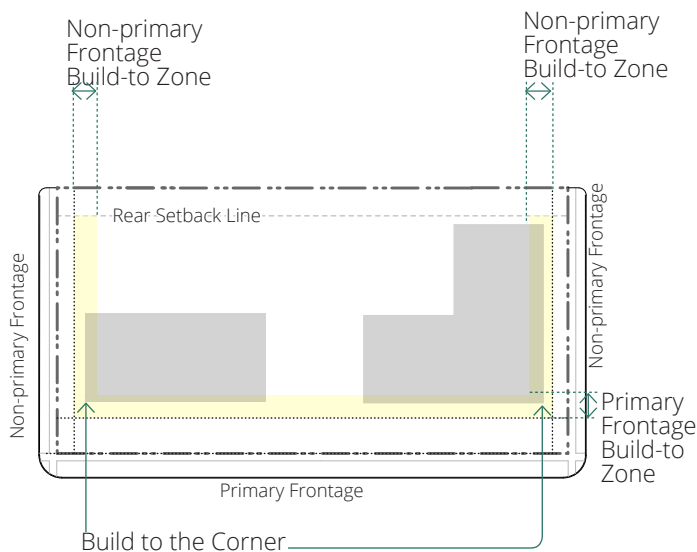 Non-primary
Frontage
Build-to Zone
Non-primary
Frontage
Build-to Zone
Rear Setback Line
Non-primary Frontage
Non-primary Frontage
Primary
Frontage
Build-to
Zone
Primary Frontage
Build to the Corner